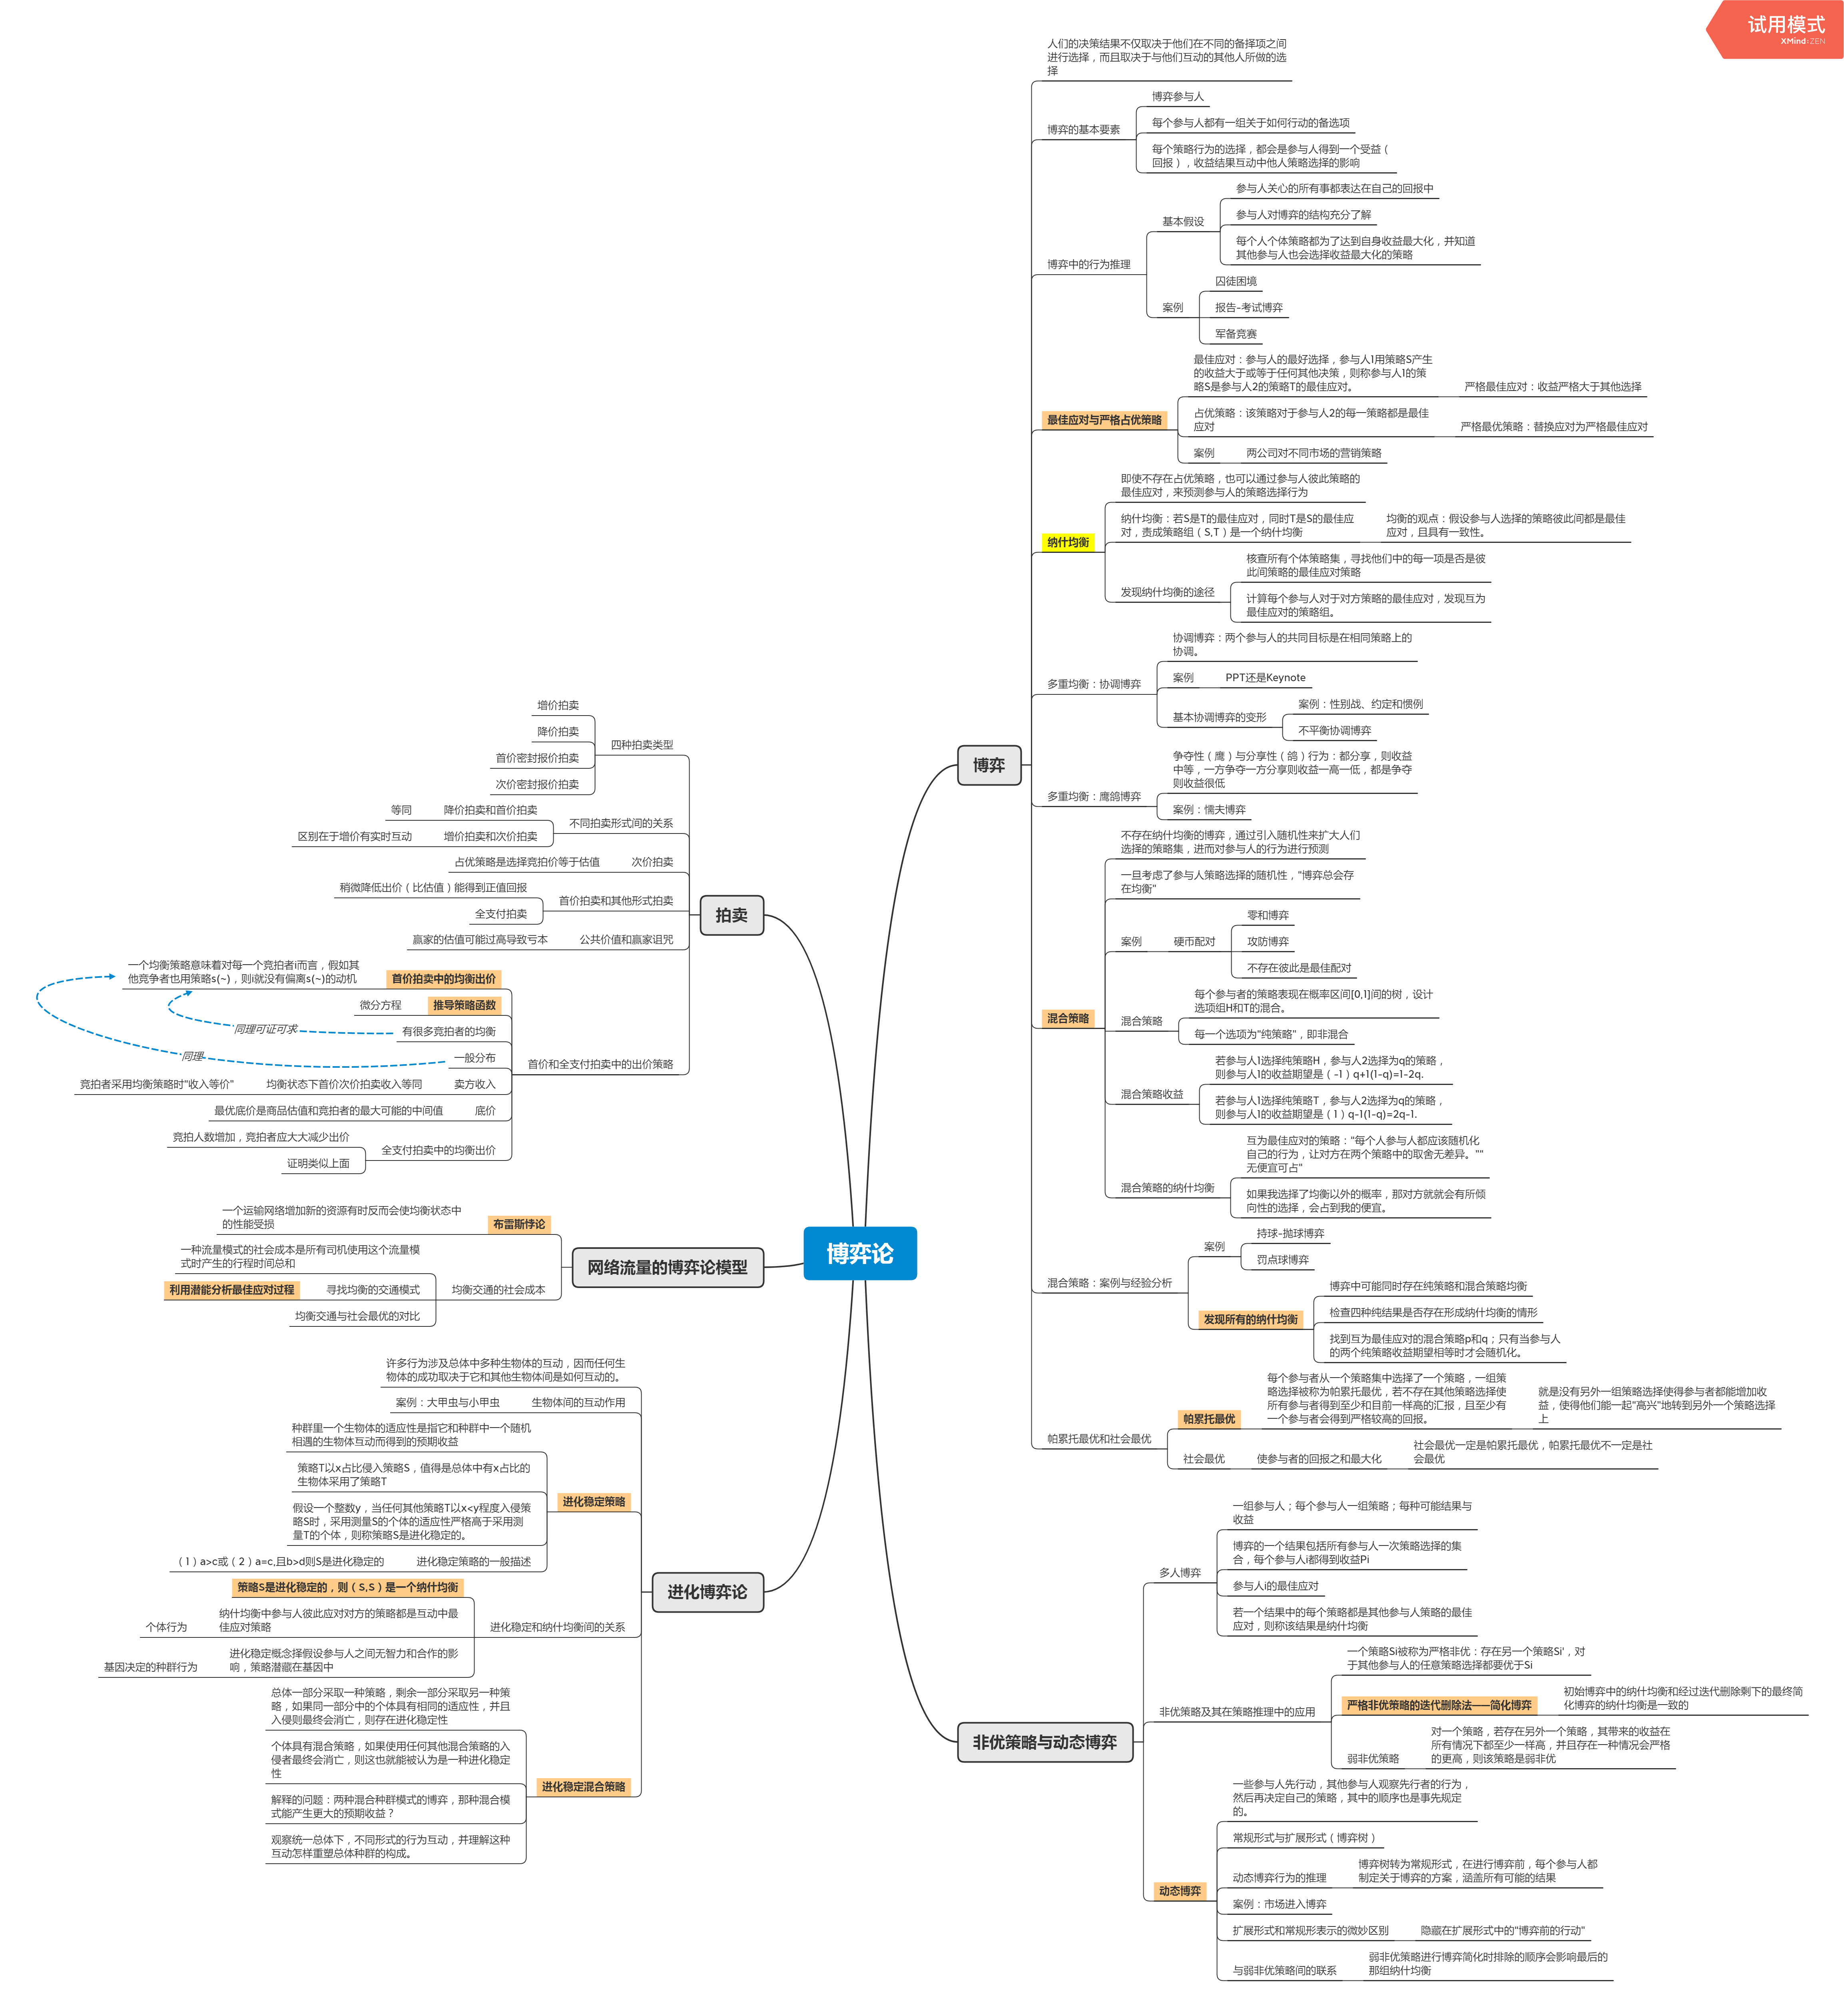 试用模式
XMind:ZEN
博弈论
博弈
人们的决策结果不仅取决于他们在不同的备择项之间
进行选择，而且取决于与他们互动的其他人所做的选
择
博弈的基本要素
博弈参与人
每个参与人都有一组关于如何行动的备选项
每个策略行为的选择，都会是参与人得到一个受益（
回报），收益结果互动中他人策略选择的影响
博弈中的行为推理
基本假设
参与人关心的所有事都表达在自己的回报中
参与人对博弈的结构充分了解
每个人个体策略都为了达到自身收益最大化，并知道
其他参与人也会选择收益最大化的策略
案例
囚徒困境
报告-考试博弈
军备竞赛
最佳应对与严格占优策略
最佳应对：参与人的最好选择，参与人1用策略S产生
的收益大于或等于任何其他决策，则称参与人1的策
略S是参与人2的策略T的最佳应对。
严格最佳应对：收益严格大于其他选择
占优策略：该策略对于参与人2的每一策略都是最佳
应对
严格最优策略：替换应对为严格最佳应对
案例
两公司对不同市场的营销策略
纳什均衡
即使不存在占优策略，也可以通过参与人彼此策略的
最佳应对，来预测参与人的策略选择行为
纳什均衡：若S是T的最佳应对，同时T是S的最佳应
对，责成策略组（S,T）是一个纳什均衡
均衡的观点：假设参与人选择的策略彼此间都是最佳
应对，且具有一致性。
发现纳什均衡的途径
核查所有个体策略集，寻找他们中的每一项是否是彼
此间策略的最佳应对策略
计算每个参与人对于对方策略的最佳应对，发现互为
最佳应对的策略组。
多重均衡：协调博弈
协调博弈：两个参与人的共同目标是在相同策略上的
协调。
案例
PPT还是Keynote
基本协调博弈的变形
案例：性别战、约定和惯例
不平衡协调博弈
多重均衡：鹰鸽博弈
争夺性（鹰）与分享性（鸽）行为：都分享，则收益
中等，一方争夺一方分享则收益一高一低，都是争夺
则收益很低
案例：懦夫博弈
混合策略
不存在纳什均衡的博弈，通过引入随机性来扩大人们
选择的策略集，进而对参与人的行为进行预测
一旦考虑了参与人策略选择的随机性，"博弈总会存
在均衡"
案例
硬币配对
零和博弈
攻防博弈
不存在彼此是最佳配对
混合策略
每个参与者的策略表现在概率区间[0,1]间的树，设计
选项组H和T的混合。
每一个选项为"纯策略"，即非混合
混合策略收益
若参与人1选择纯策略H，参与人2选择为q的策略，
则参与人1的收益期望是（-1）q+1(1-q)=1-2q.
若参与人1选择纯策略T，参与人2选择为q的策略，
则参与人1的收益期望是（1）q-1(1-q)=2q-1.
混合策略的纳什均衡
互为最佳应对的策略："每个人参与人都应该随机化
自己的行为，让对方在两个策略中的取舍无差异。""
无便宜可占"
如果我选择了均衡以外的概率，那对方就就会有所倾
向性的选择，会占到我的便宜。
混合策略：案例与经验分析
案例
持球-抛球博弈
罚点球博弈
发现所有的纳什均衡
博弈中可能同时存在纯策略和混合策略均衡
检查四种纯结果是否存在形成纳什均衡的情形
找到互为最佳应对的混合策略p和q；只有当参与人
的两个纯策略收益期望相等时才会随机化。
帕累托最优和社会最优
帕累托最优
每个参与者从一个策略集中选择了一个策略，一组策
略选择被称为帕累托最优，若不存在其他策略选择使
所有参与者得到至少和目前一样高的汇报，且至少有
一个参与者会得到严格较高的回报。
就是没有另外一组策略选择使得参与者都能增加收
益，使得他们能一起"高兴"地转到另外一个策略选择
上
社会最优
使参与者的回报之和最大化
社会最优一定是帕累托最优，帕累托最优不一定是社
会最优
非优策略与动态博弈
多人博弈
一组参与人；每个参与人一组策略；每种可能结果与
收益
博弈的一个结果包括所有参与人一次策略选择的集
合，每个参与人i都得到收益Pi
参与人i的最佳应对
若一个结果中的每个策略都是其他参与人策略的最佳
应对，则称该结果是纳什均衡
非优策略及其在策略推理中的应用
一个策略Si被称为严格非优：存在另一个策略Si'，对
于其他参与人的任意策略选择都要优于Si
严格非优策略的迭代删除法——简化博弈
初始博弈中的纳什均衡和经过迭代删除剩下的最终简
化博弈的纳什均衡是一致的
弱非优策略
对一个策略，若存在另外一个策略，其带来的收益在
所有情况下都至少一样高，并且存在一种情况会严格
的更高，则该策略是弱非优
动态博弈
一些参与人先行动，其他参与人观察先行者的行为，
然后再决定自己的策略，其中的顺序也是事先规定
的。
常规形式与扩展形式（博弈树）
动态博弈行为的推理
博弈树转为常规形式，在进行博弈前，每个参与人都
制定关于博弈的方案，涵盖所有可能的结果
案例：市场进入博弈
扩展形式和常规形表示的微妙区别
隐藏在扩展形式中的"博弈前的行动"
与弱非优策略间的联系
弱非优策略进行博弈简化时排除的顺序会影响最后的
那组纳什均衡
拍卖
四种拍卖类型
增价拍卖
降价拍卖
首价密封报价拍卖
次价密封报价拍卖
不同拍卖形式间的关系
降价拍卖和首价拍卖
等同
增价拍卖和次价拍卖
区别在于增价有实时互动
次价拍卖
占优策略是选择竞拍价等于估值
首价拍卖和其他形式拍卖
稍微降低出价（比估值）能得到正值回报
全支付拍卖
公共价值和赢家诅咒
赢家的估值可能过高导致亏本
首价和全支付拍卖中的出价策略
首价拍卖中的均衡出价
一个均衡策略意味着对每一个竞拍者i而言，假如其
他竞争者也用策略s(~)，则i就没有偏离s(~)的动机
推导策略函数
微分方程
有很多竞拍者的均衡
同理可证可求
一般分布
同理
卖方收入
均衡状态下首价次价拍卖收入等同
竞拍者采用均衡策略时"收入等价"
底价
最优底价是商品估值和竞拍者的最大可能的中间值
全支付拍卖中的均衡出价
竞拍人数增加，竞拍者应大大减少出价
证明类似上面
网络流量的博弈论模型
布雷斯悖论
一个运输网络增加新的资源有时反而会使均衡状态中
的性能受损
均衡交通的社会成本
一种流量模式的社会成本是所有司机使用这个流量模
式时产生的行程时间总和
寻找均衡的交通模式
利用潜能分析最佳应对过程
均衡交通与社会最优的对比
进化博弈论
许多行为涉及总体中多种生物体的互动，因而任何生
物体的成功取决于它和其他生物体间是如何互动的。
生物体间的互动作用
案例：大甲虫与小甲虫
进化稳定策略
种群里一个生物体的适应性是指它和种群中一个随机
相遇的生物体互动而得到的预期收益
策略T以x占比侵入策略S，值得是总体中有x占比的
生物体采用了策略T
假设一个整数y，当任何其他策略T以x<y程度入侵策
略S时，采用测量S的个体的适应性严格高于采用测
量T的个体，则称策略S是进化稳定的。
进化稳定策略的一般描述
（1）a>c或（2）a=c,且b>d则S是进化稳定的
进化稳定和纳什均衡间的关系
策略S是进化稳定的，则（S,S）是一个纳什均衡
纳什均衡中参与人彼此应对对方的策略都是互动中最
佳应对策略
个体行为
进化稳定概念择假设参与人之间无智力和合作的影
响，策略潜藏在基因中
基因决定的种群行为
进化稳定混合策略
总体一部分采取一种策略，剩余一部分采取另一种策
略，如果同一部分中的个体具有相同的适应性，并且
入侵则最终会消亡，则存在进化稳定性
个体具有混合策略，如果使用任何其他混合策略的入
侵者最终会消亡，则这也就能被认为是一种进化稳定
性
解释的问题：两种混合种群模式的博弈，那种混合模
式能产生更大的预期收益？
观察统一总体下，不同形式的行为互动，并理解这种
互动怎样重塑总体种群的构成。